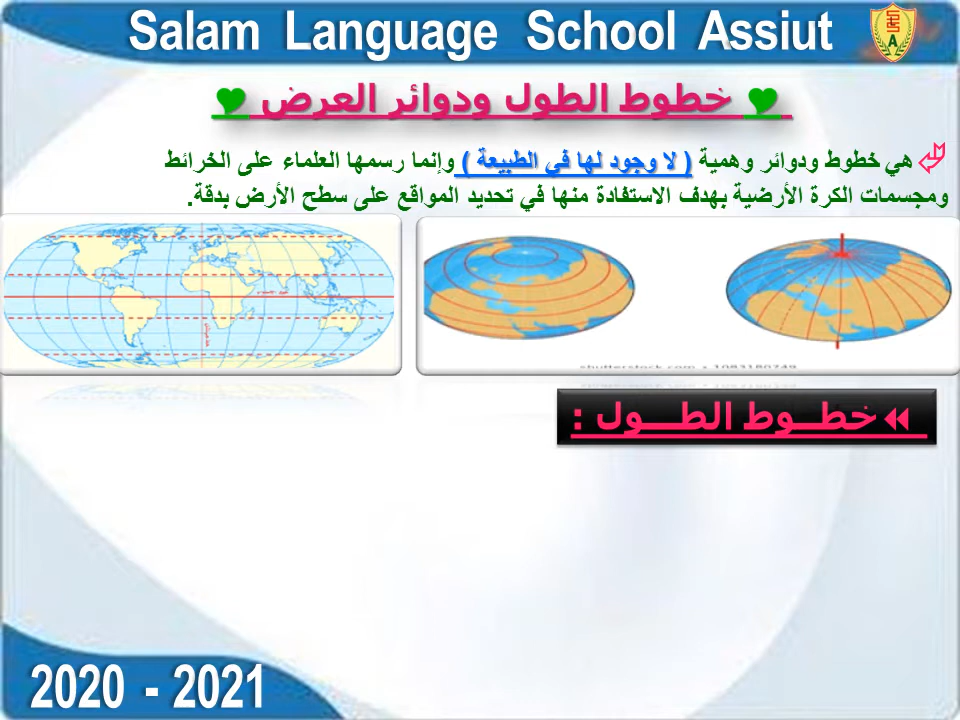 Salam Language School Assiut
خطوط الطول ودوائر العرض
هي خطوط ودوائر وهمية ( لا وجود لها في الطبيعة ) وإنما رسمها العلماء على الخرائط
ومجسمات الكرة الأرضية بهدف الاستفادة منها في تحديد المواقع على سطح الأرض بدقة.
خطــوط الطـــول :
2020 - 2021